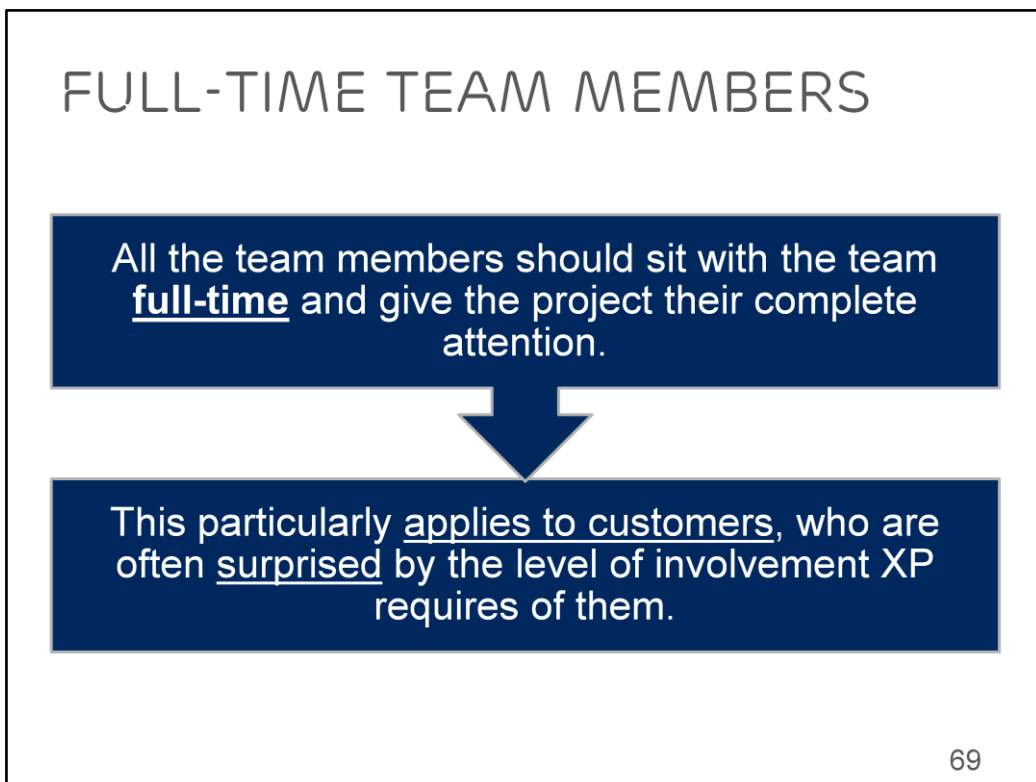 FULL-TIME TEAM MEMBERS
All the team members should sit with the team
full-time and give the project their complete
attention.
This particularly applies to customers, who are
often surprised by the level of involvement XP
requires of them.
69